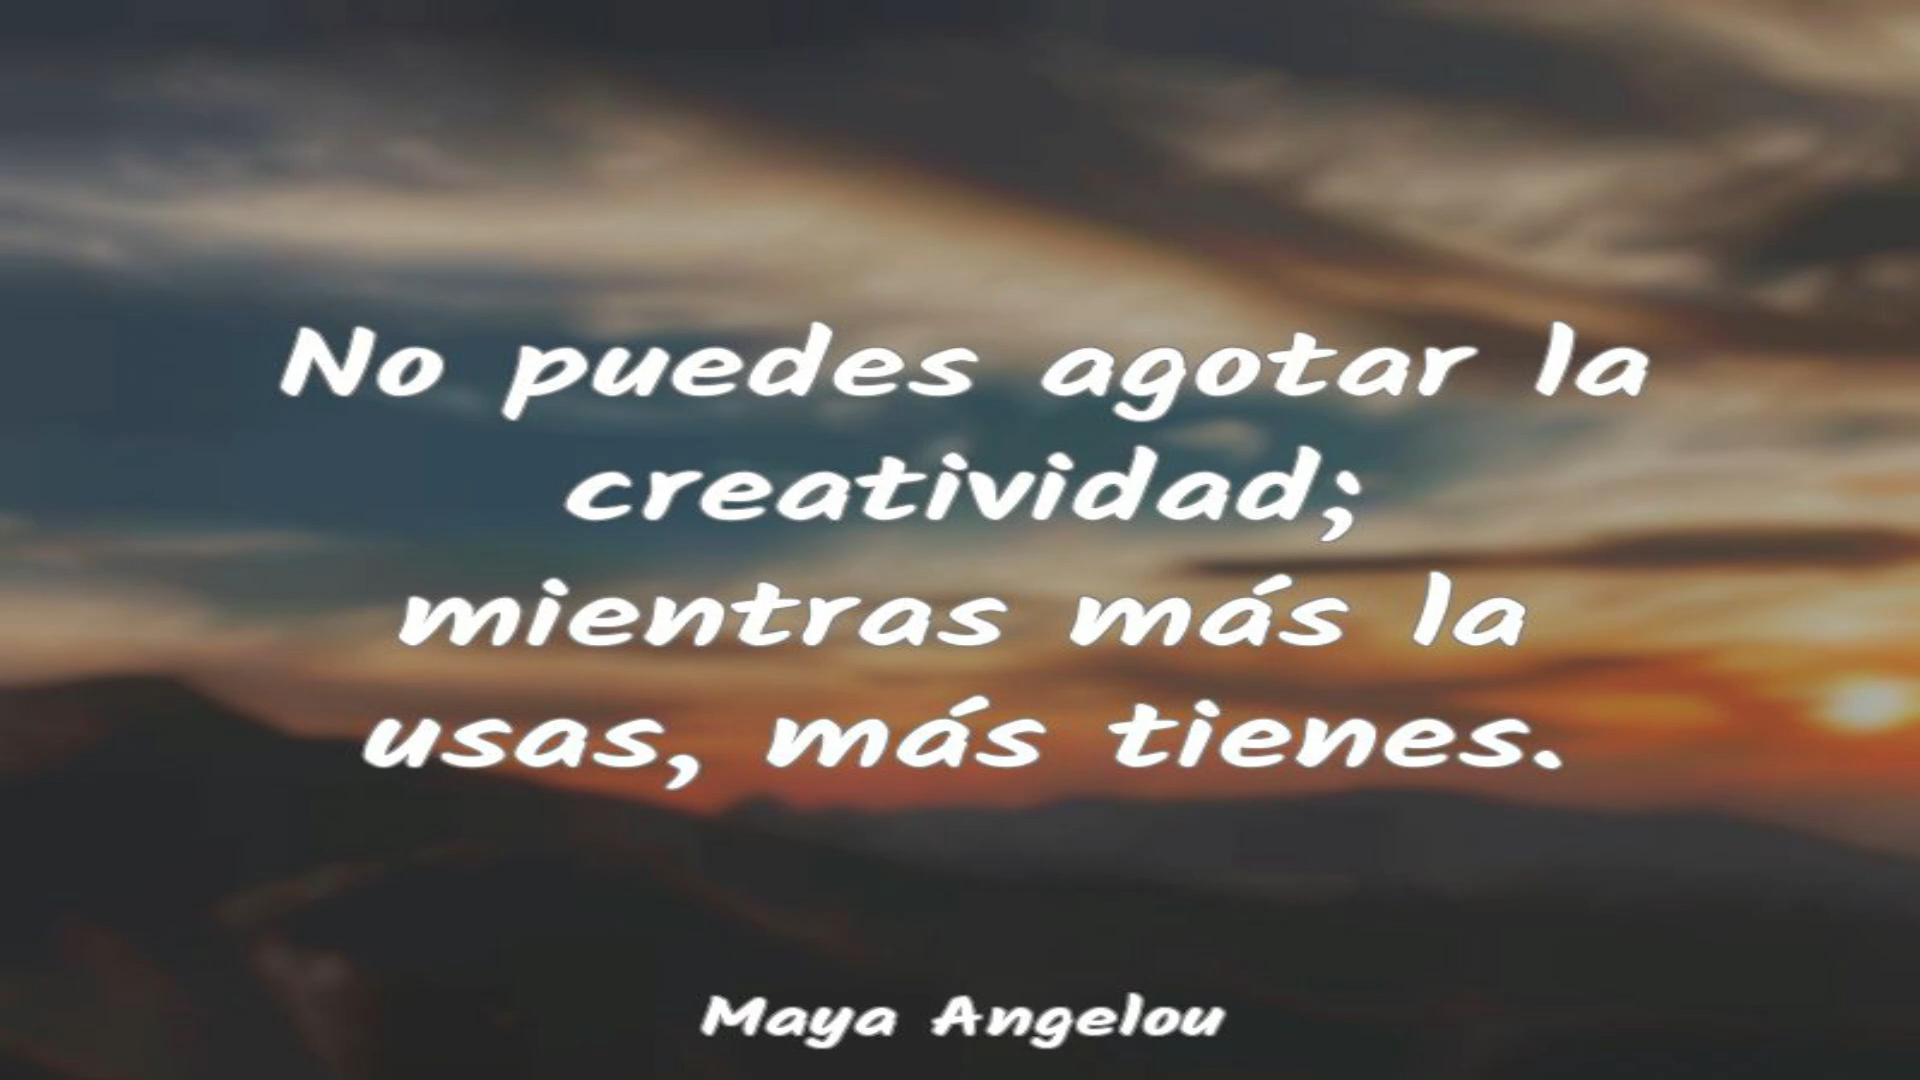 No puedes agotar la
creatividad;
mientras más la
usas, más tienes.
Maya Angelou